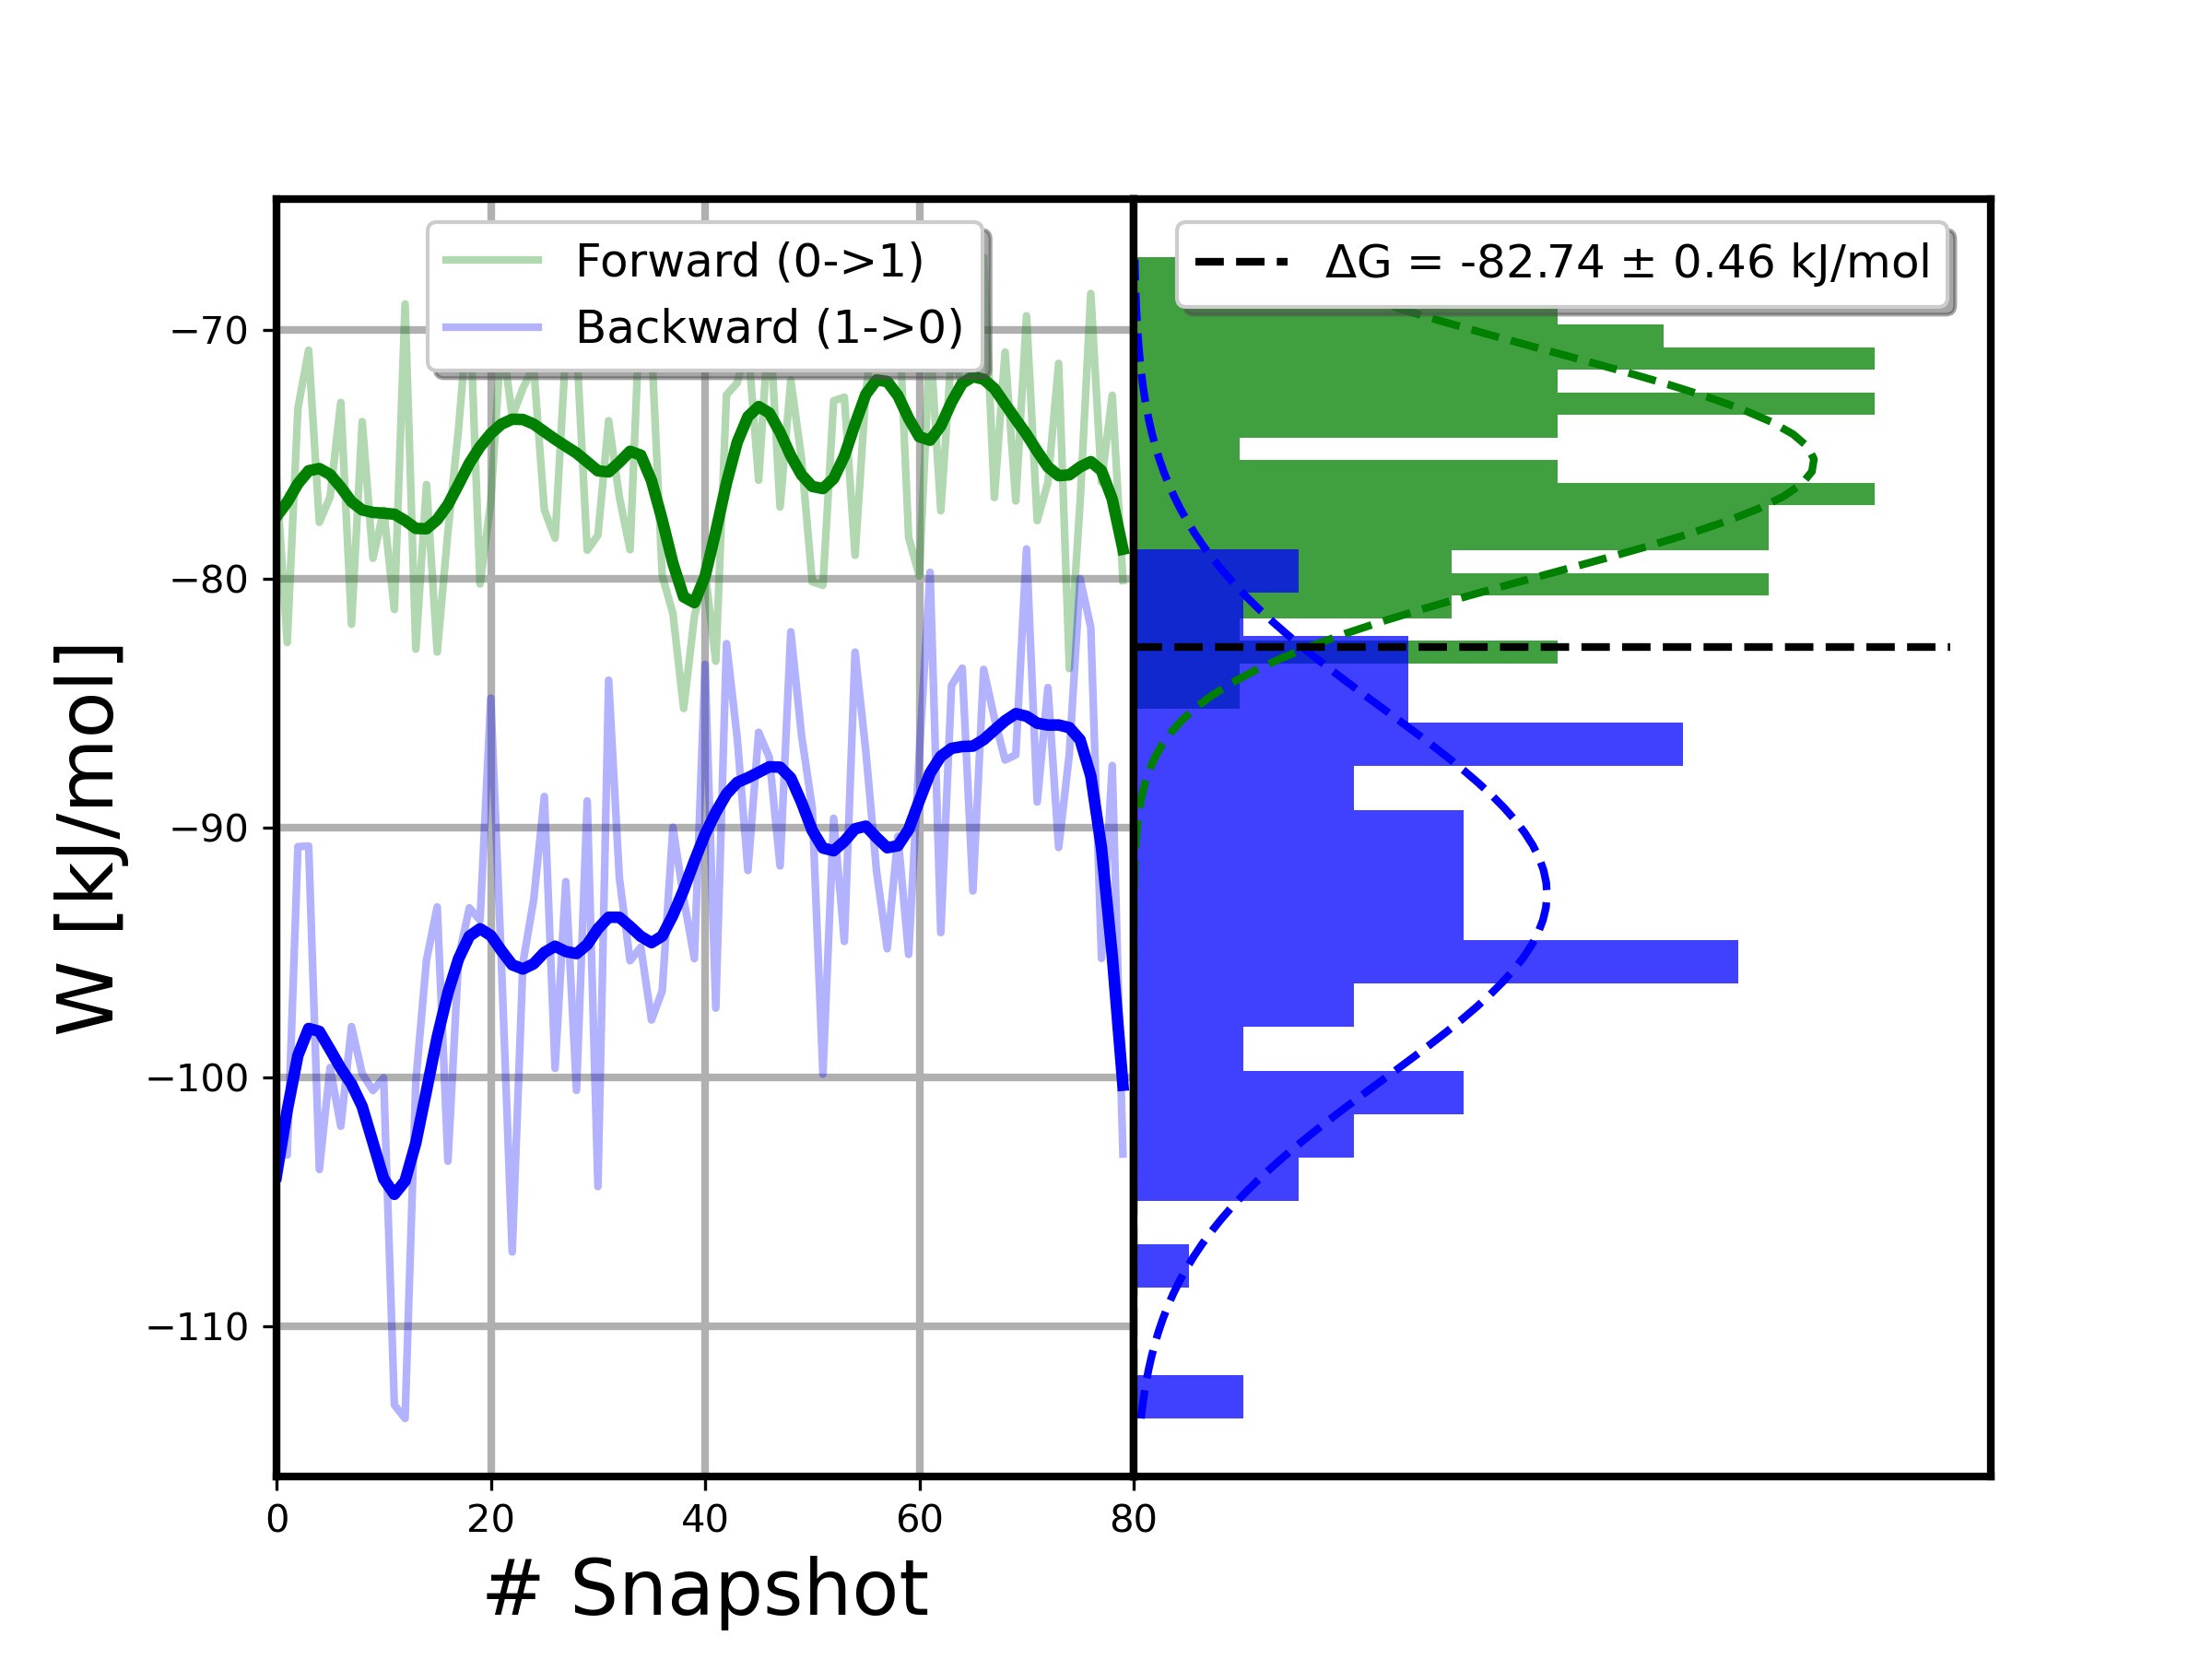 Forward (0->1)
Backward (1->0)
ΔG = -82.74 ± 0.46 kJ/mol
W [kJ/mol]
−70
−80
−90
−100
−110
0 20 40 60 80
# Snapshot